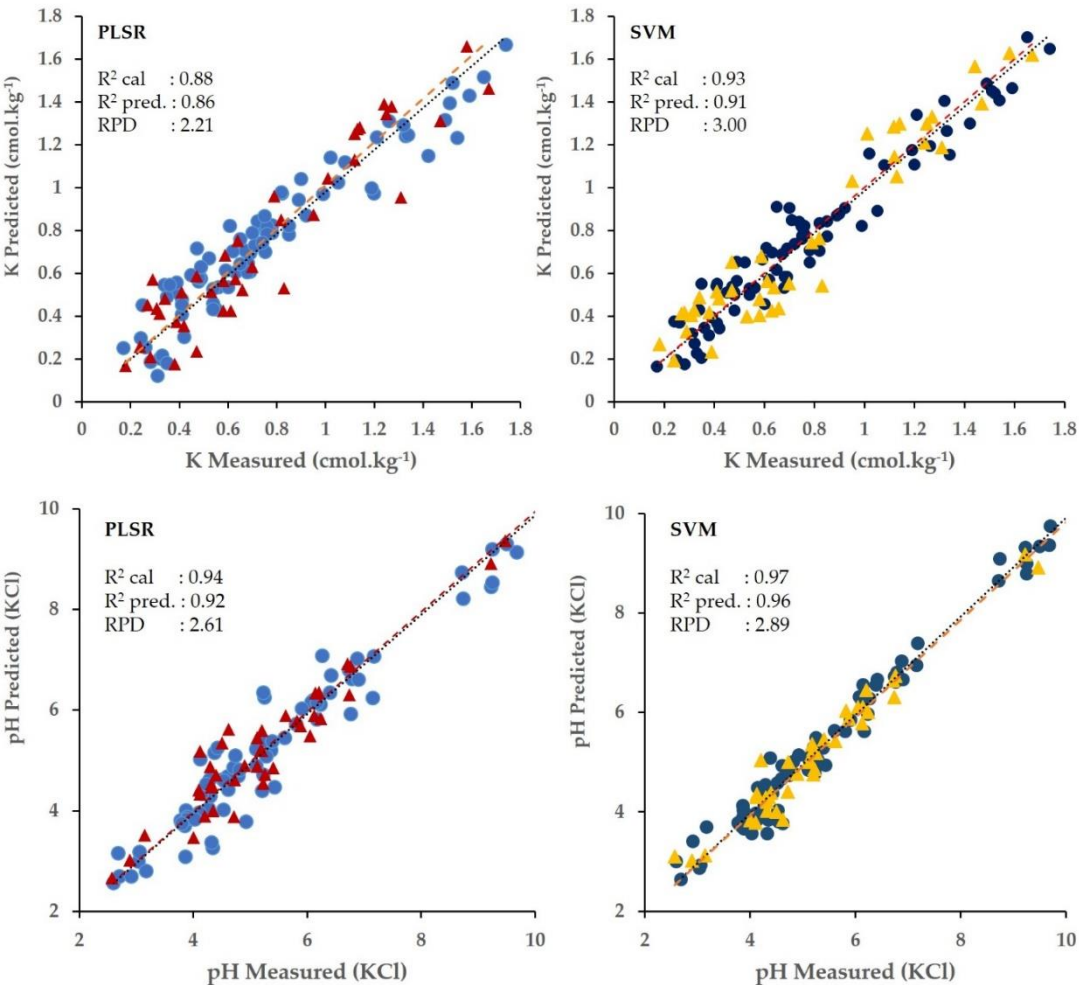 PLSR
R² cal : 0.88
R² pred. : 0.86
RPD : 2.21
K Predicted (cmol.kg⁻¹)
1.8
1.6
1.4
1.2
1
0.8
0.6
0.4
0.2
0
0 0.2 0.4 0.6 0.8 1 1.2 1.4 1.6 1.8
K Measured (cmol.kg⁻¹)
SVM
R² cal : 0.93
R² pred. : 0.91
RPD : 3.00
K Predicted (cmol.kg⁻¹)
1.8
1.6
1.4
1.2
1
0.8
0.6
0.4
0.2
0
0 0.2 0.4 0.6 0.8 1 1.2 1.4 1.6 1.8
K Measured (cmol.kg⁻¹)
PLSR
R² cal : 0.94
R² pred. : 0.92
RPD : 2.61
pH Predicted (KCl)
10
8
6
4
2
2 4 6 8 10
pH Measured (KCl)
SVM
R² cal : 0.97
R² pred. : 0.96
RPD : 2.89
pH Predicted (KCl)
10
8
6
4
2
2 4 6 8 10
pH Measured (KCl)